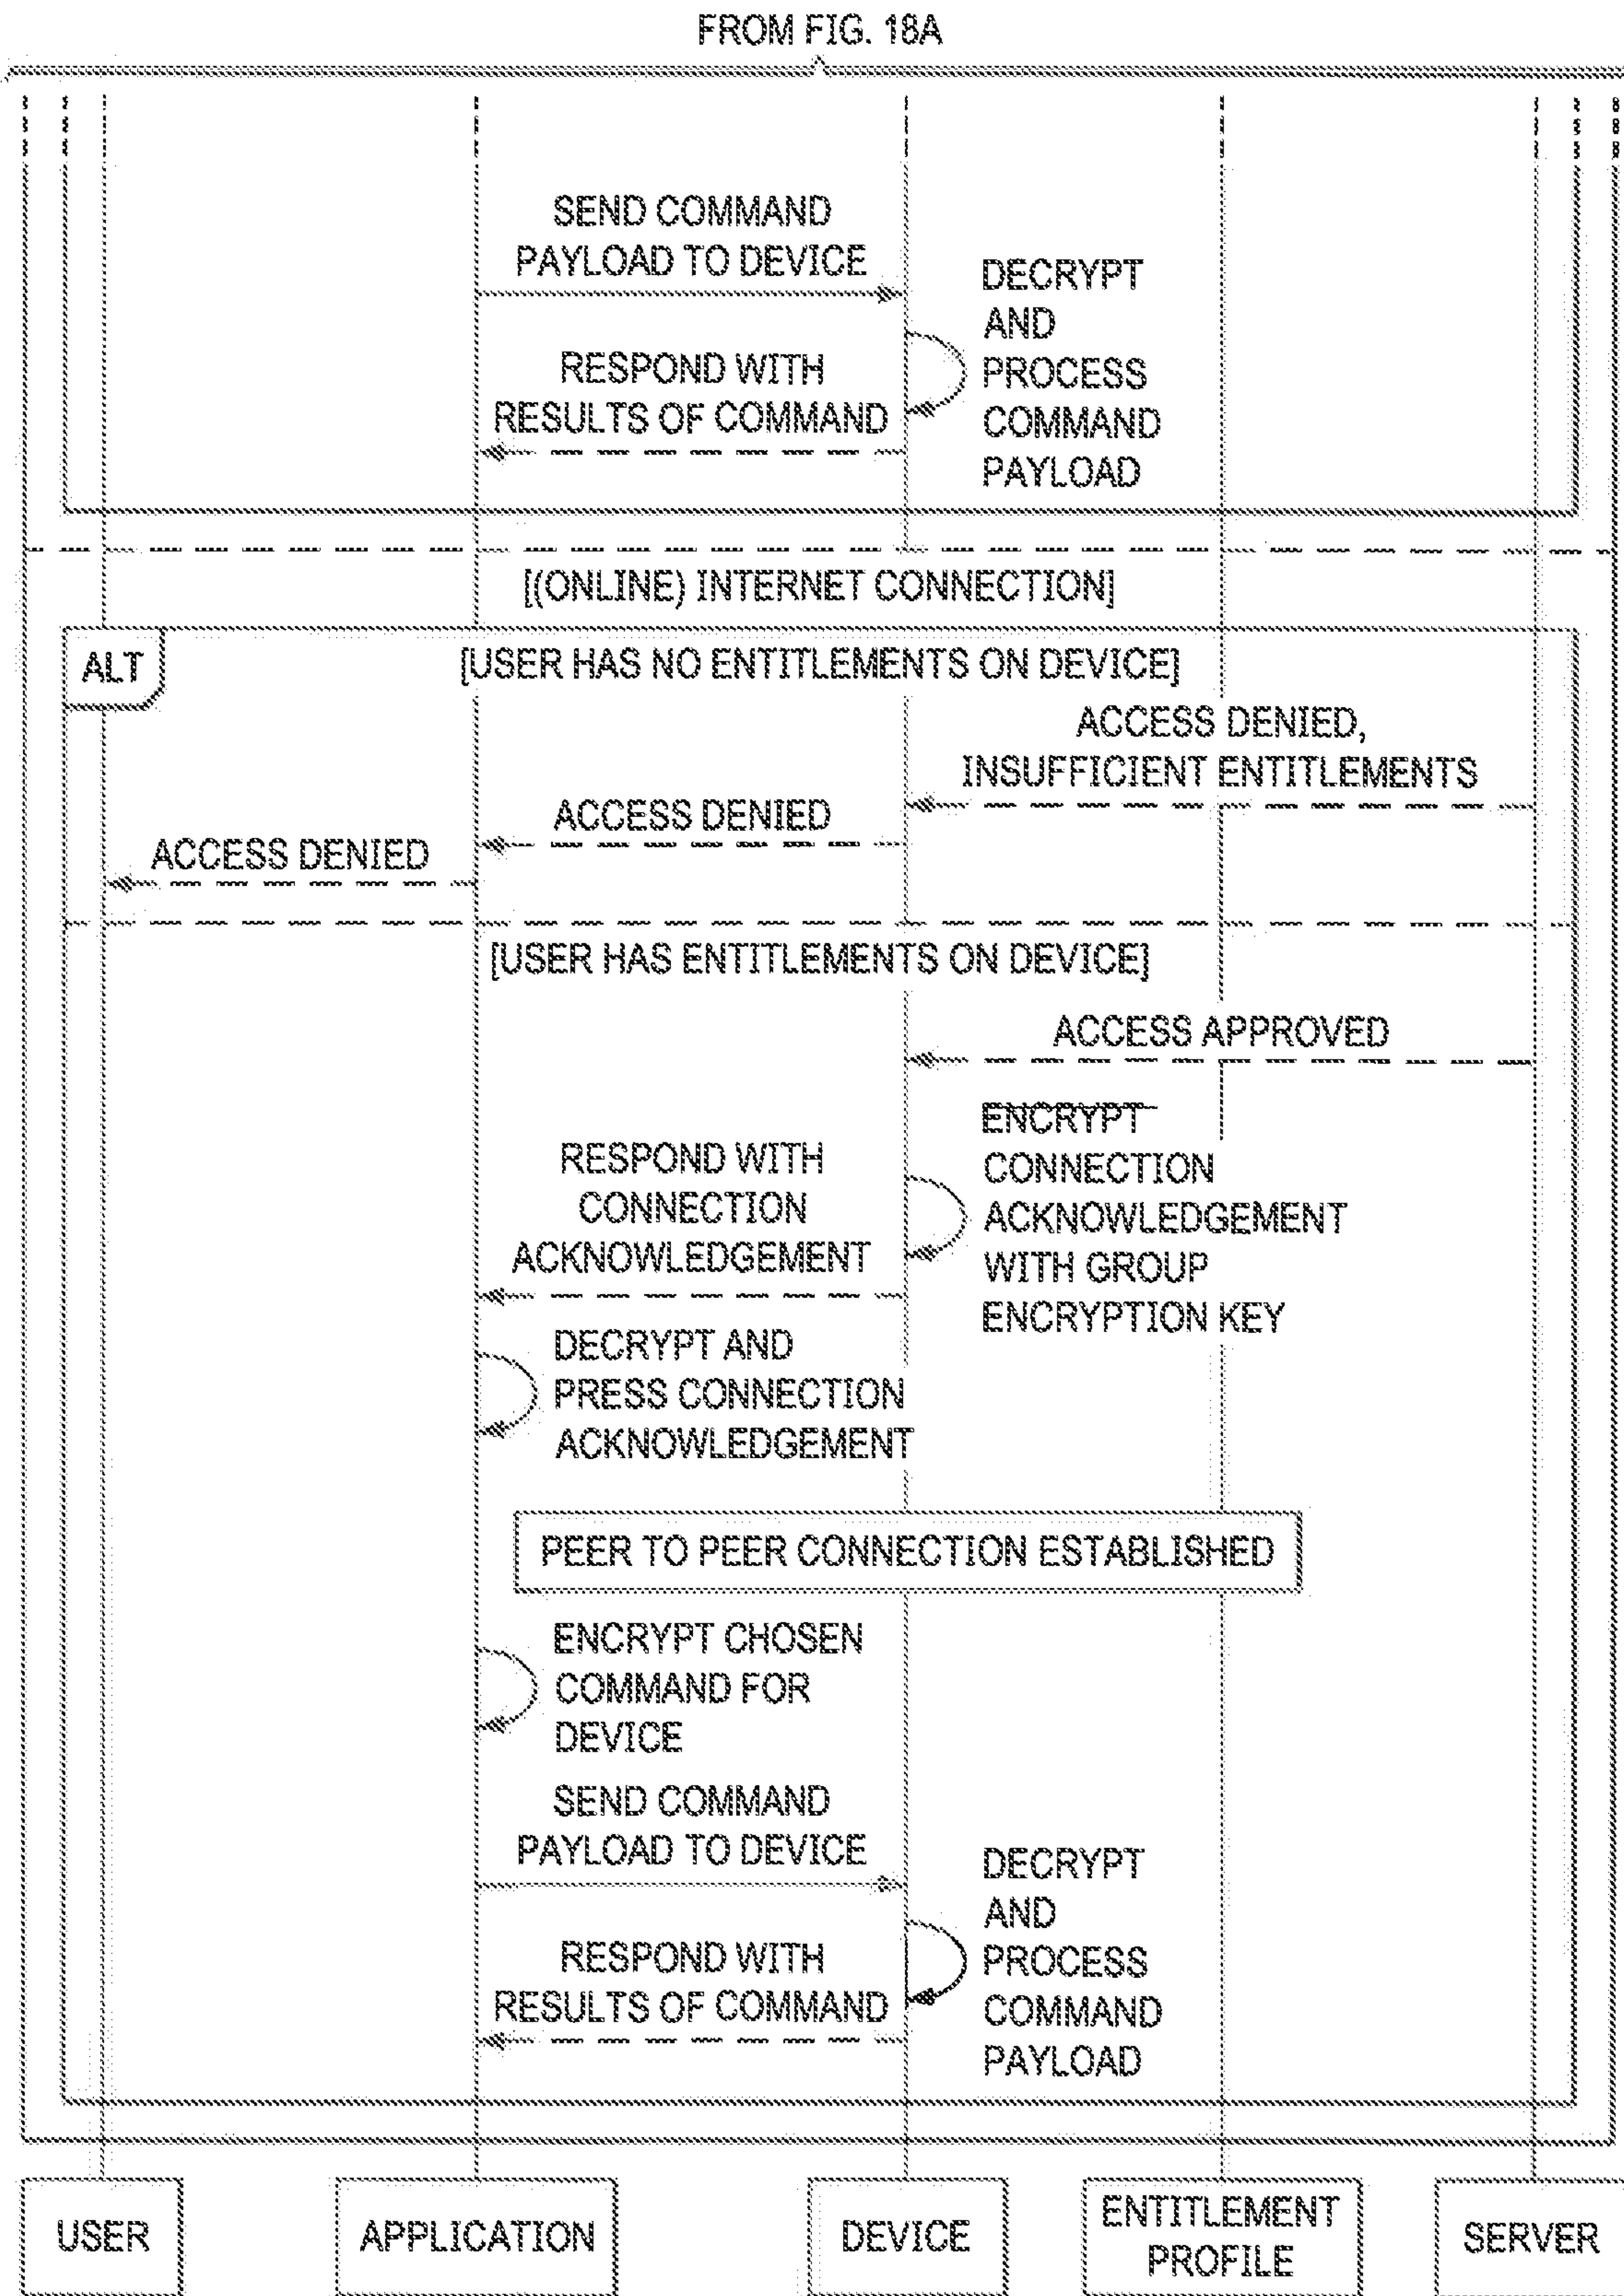 FROM FIG. 18A
SEND COMMAND
PAYLOAD TO DEVICE
DECRYPT
AND
PROCESS
COMMAND
PAYLOAD
RESPOND WITH
RESULTS OF COMMAND
[(ONLINE) INTERNET CONNECTION]
ALT
[USER HAS NO ENTITLEMENTS ON DEVICE]
ACCESS DENIED,
INSUFFICIENT ENTITLEMENTS
ACCESS DENIED
ACCESS DENIED
[USER HAS ENTITLEMENTS ON DEVICE]
ACCESS APPROVED
ENCRYPT
CONNECTION
ACKNOWLEDGEMENT
WITH GROUP
ENCRYPTION KEY
RESPOND WITH
CONNECTION
ACKNOWLEDGEMENT
DECRYPT AND
PRESS CONNECTION
ACKNOWLEDGEMENT
PEER TO PEER CONNECTION ESTABLISHED
ENCRYPT CHOSEN
COMMAND FOR
DEVICE
SEND COMMAND
PAYLOAD TO DEVICE
DECRYPT
AND
PROCESS
COMMAND
PAYLOAD
RESPOND WITH
RESULTS OF COMMAND
USER
APPLICATION
DEVICE
ENTITLEMENT
PROFILE
SERVER